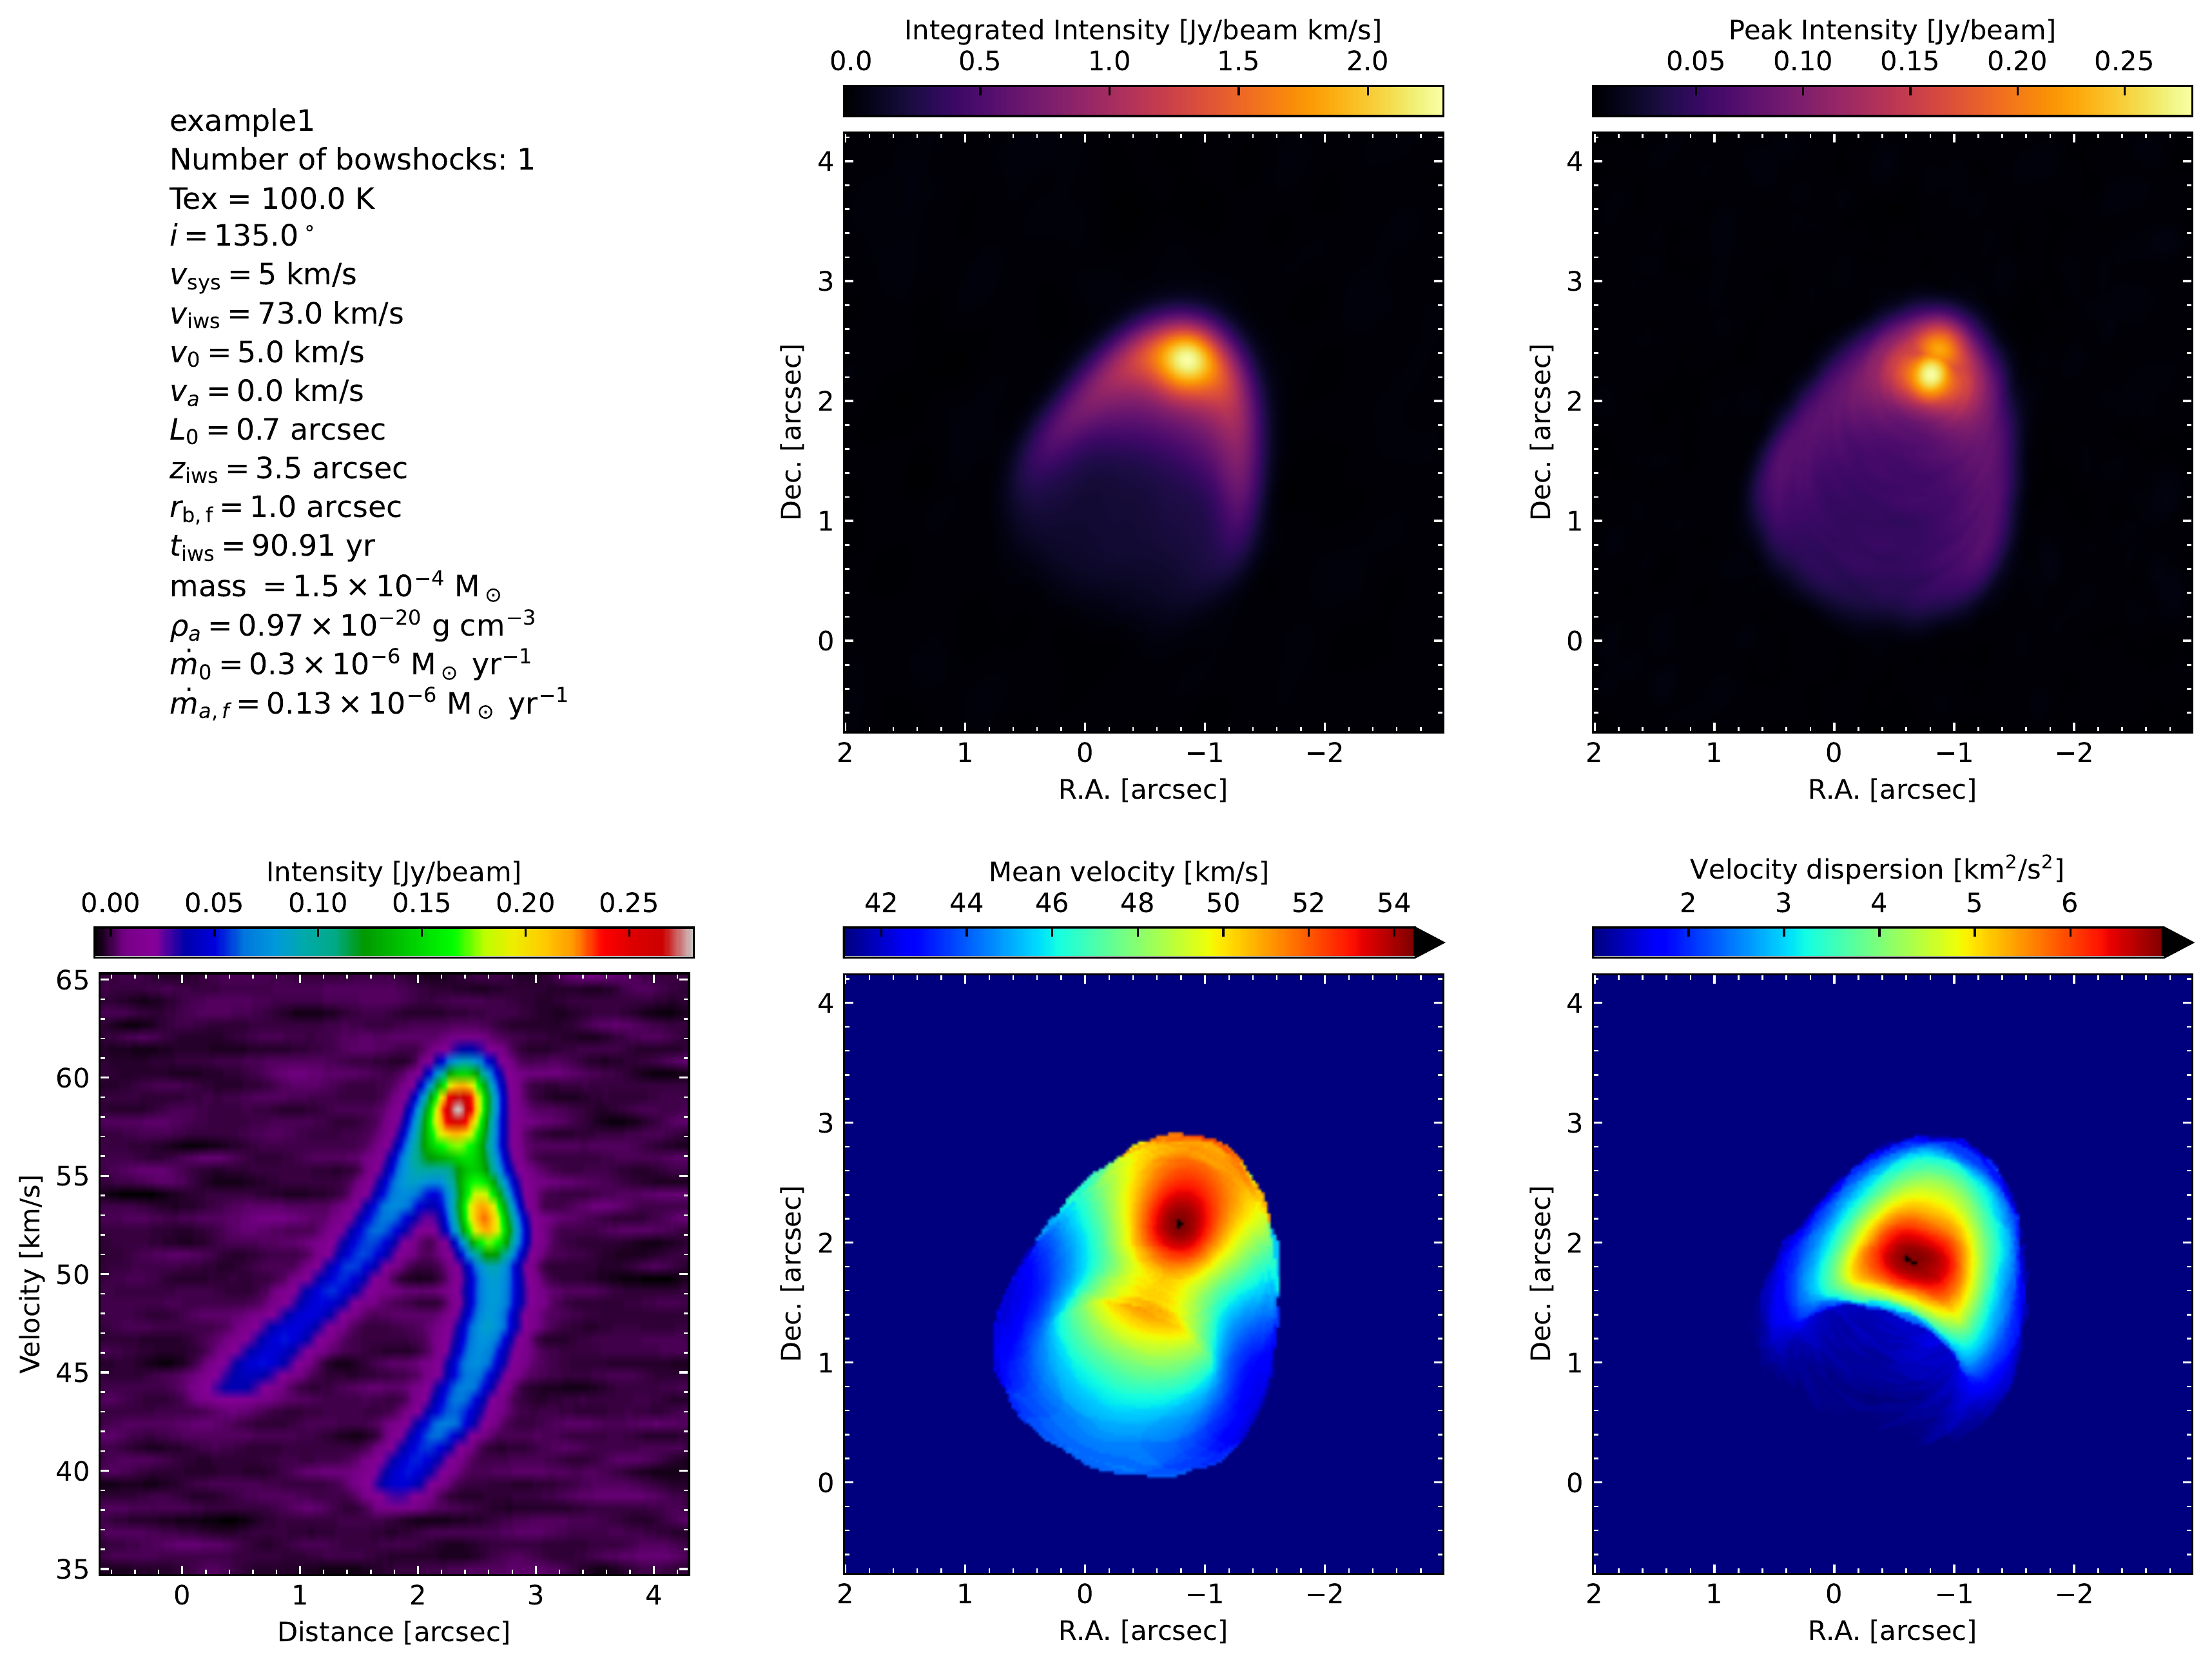 example1
Number of bowshocks: 1
Tex = 100.0 K
i = 135.0°
v_sys = 5 km/s
v_iws = 73.0 km/s
v_0 = 5.0 km/s
v_a = 0.0 km/s
L_0 = 0.7 arcsec
z_iws = 3.5 arcsec
r_b,f = 1.0 arcsec
t_iws = 90.91 yr
mass = 1.5 × 10^−4 M_⊙
ρ_a = 0.97 × 10^−20 g cm^−3
ṁ_0 = 0.3 × 10^−6 M_⊙ yr^−1
ṁ_a,f = 0.13 × 10^−6 M_⊙ yr^−1
Integrated Intensity [Jy/beam km/s]
0.0 0.5 1.0 1.5 2.0
4
3
2
1
0
Dec. [arcsec]
2 1 0 −1 −2
R.A. [arcsec]
Peak Intensity [Jy/beam]
0.05 0.10 0.15 0.20 0.25
4
3
2
1
0
Dec. [arcsec]
2 1 0 −1 −2
R.A. [arcsec]
Intensity [Jy/beam]
0.00 0.05 0.10 0.15 0.20 0.25
65
60
55
50
45
40
35
Velocity [km/s]
0 1 2 3 4
Distance [arcsec]
Mean velocity [km/s]
42 44 46 48 50 52 54
4
3
2
1
0
Dec. [arcsec]
2 1 0 −1 −2
R.A. [arcsec]
Velocity dispersion [km²/s²]
2 3 4 5 6
4
3
2
1
0
Dec. [arcsec]
2 1 0 −1 −2
R.A. [arcsec]